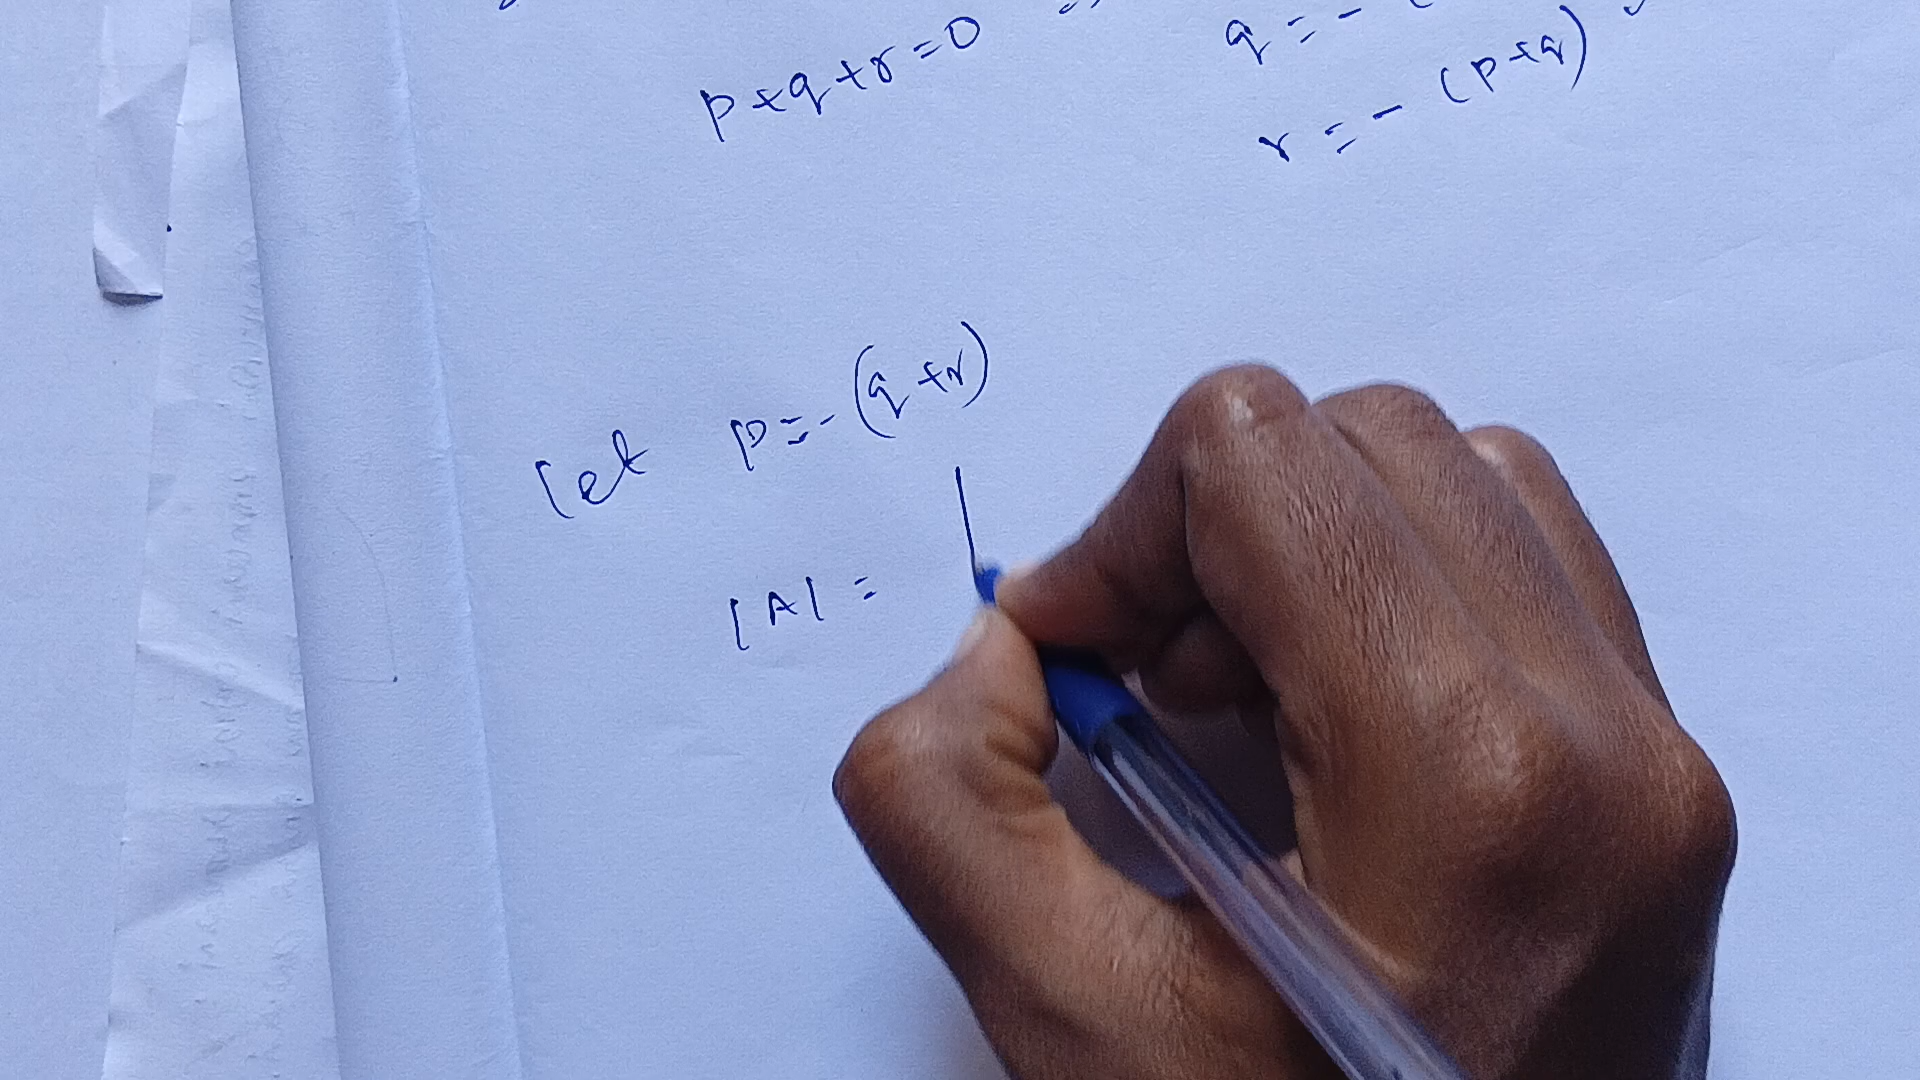 p+q+r=0
q = -
r = - (p+q)
let p = -(q+r)
|A| =